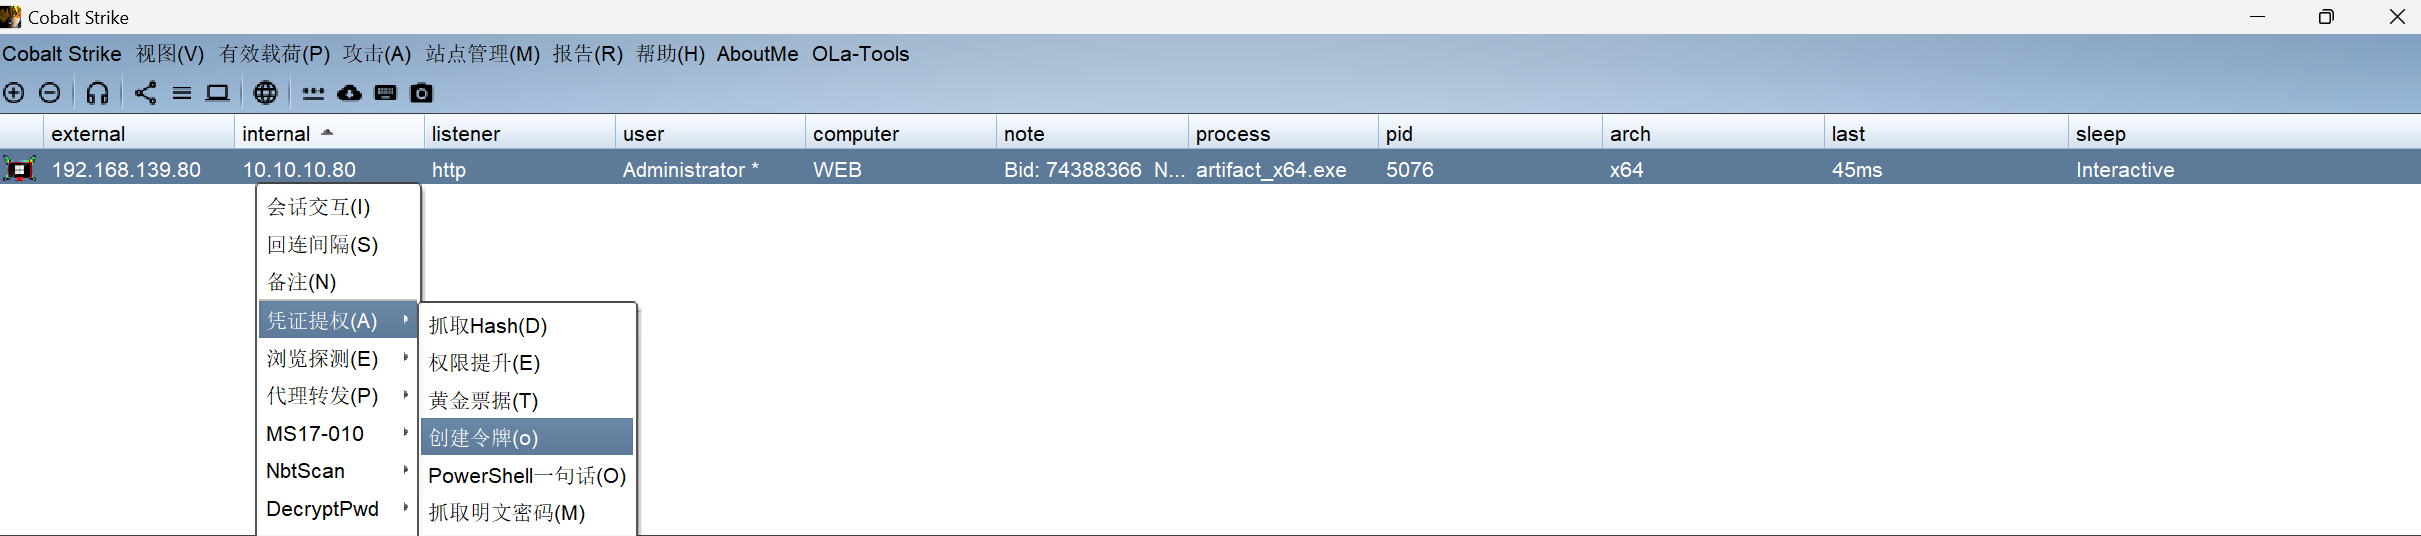 Cobalt Strike
Cobalt Strike 视图(V) 有效载荷(P) 攻击(A) 站点管理(M) 报告(R) 帮助(H) AboutMe OLa-Tools
external internal listener user computer note process pid arch last sleep
192.168.139.80 10.10.10.80 http Administrator * WEB Bid: 74388366 N... artifact_x64.exe 5076 x64 45ms Interactive
会话交互(I)
回连间隔(S)
备注(N)
凭证提权(A)
浏览探测(E)
代理转发(P)
MS17-010
NbtScan
DecryptPwd
抓取Hash(D)
权限提升(E)
黄金票据(T)
创建令牌(o)
PowerShell一句话(O)
抓取明文密码(M)